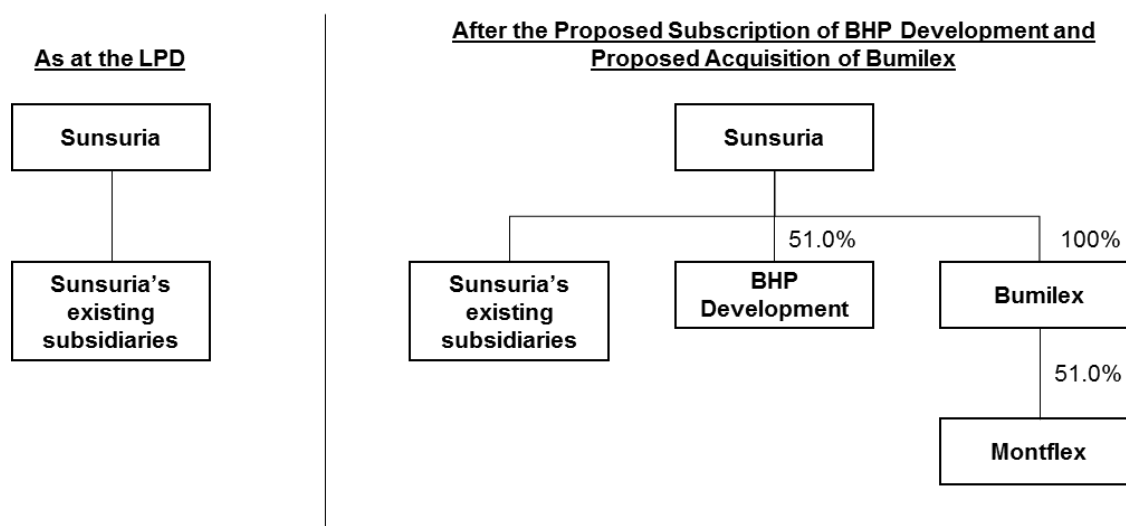 As at the LPD
Sunsuria
Sunsuria's
existing
subsidiaries
After the Proposed Subscription of BHP Development and
Proposed Acquisition of Bumilex
Sunsuria
51.0%
100%
Sunsuria's
existing
subsidiaries
BHP
Development
Bumilex
51.0%
Montflex